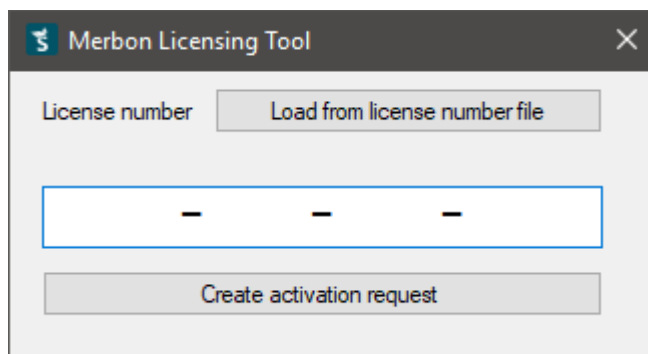 Merbon Licensing Tool
License number Load from license number file
– – –
Create activation request